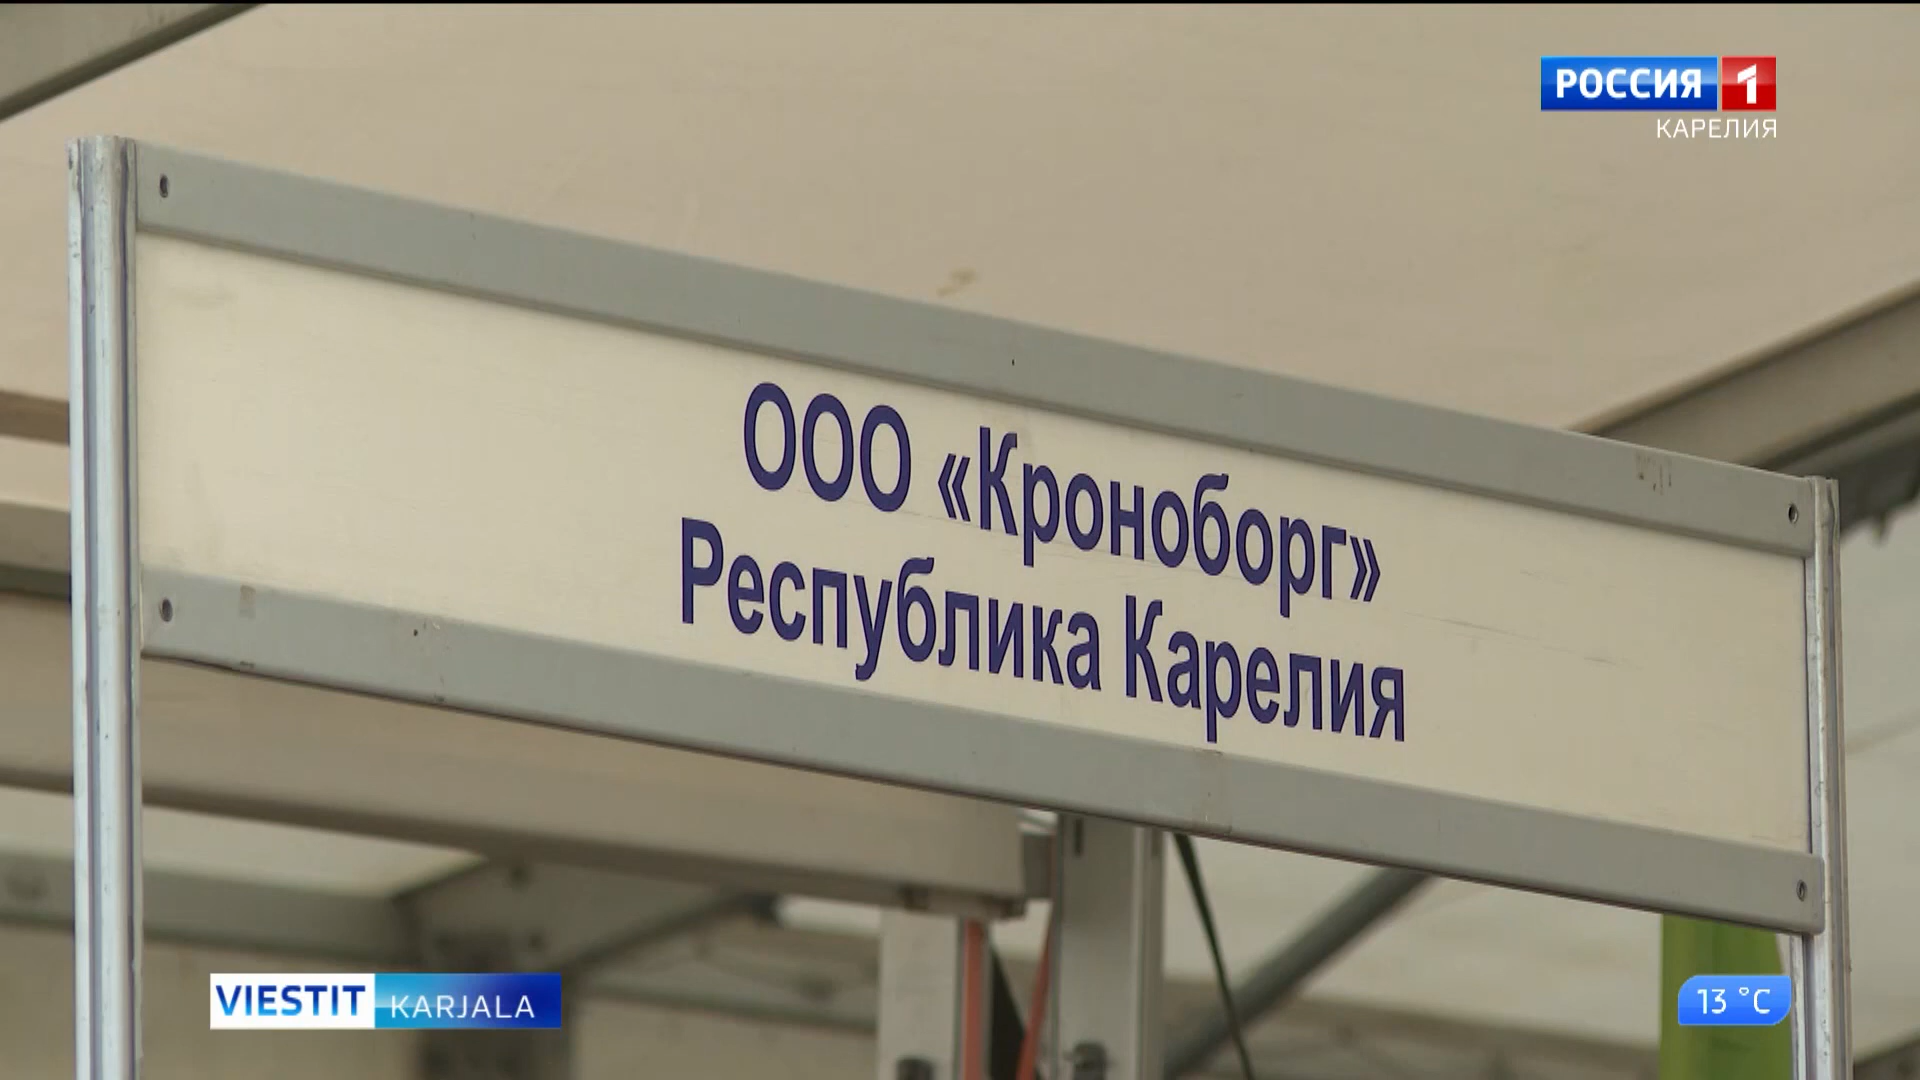 РОССИЯ 1
КАРЕЛИЯ
ООО «Кроноборг»
Республика Карелия
VIESTIT KARJALA
13 °C